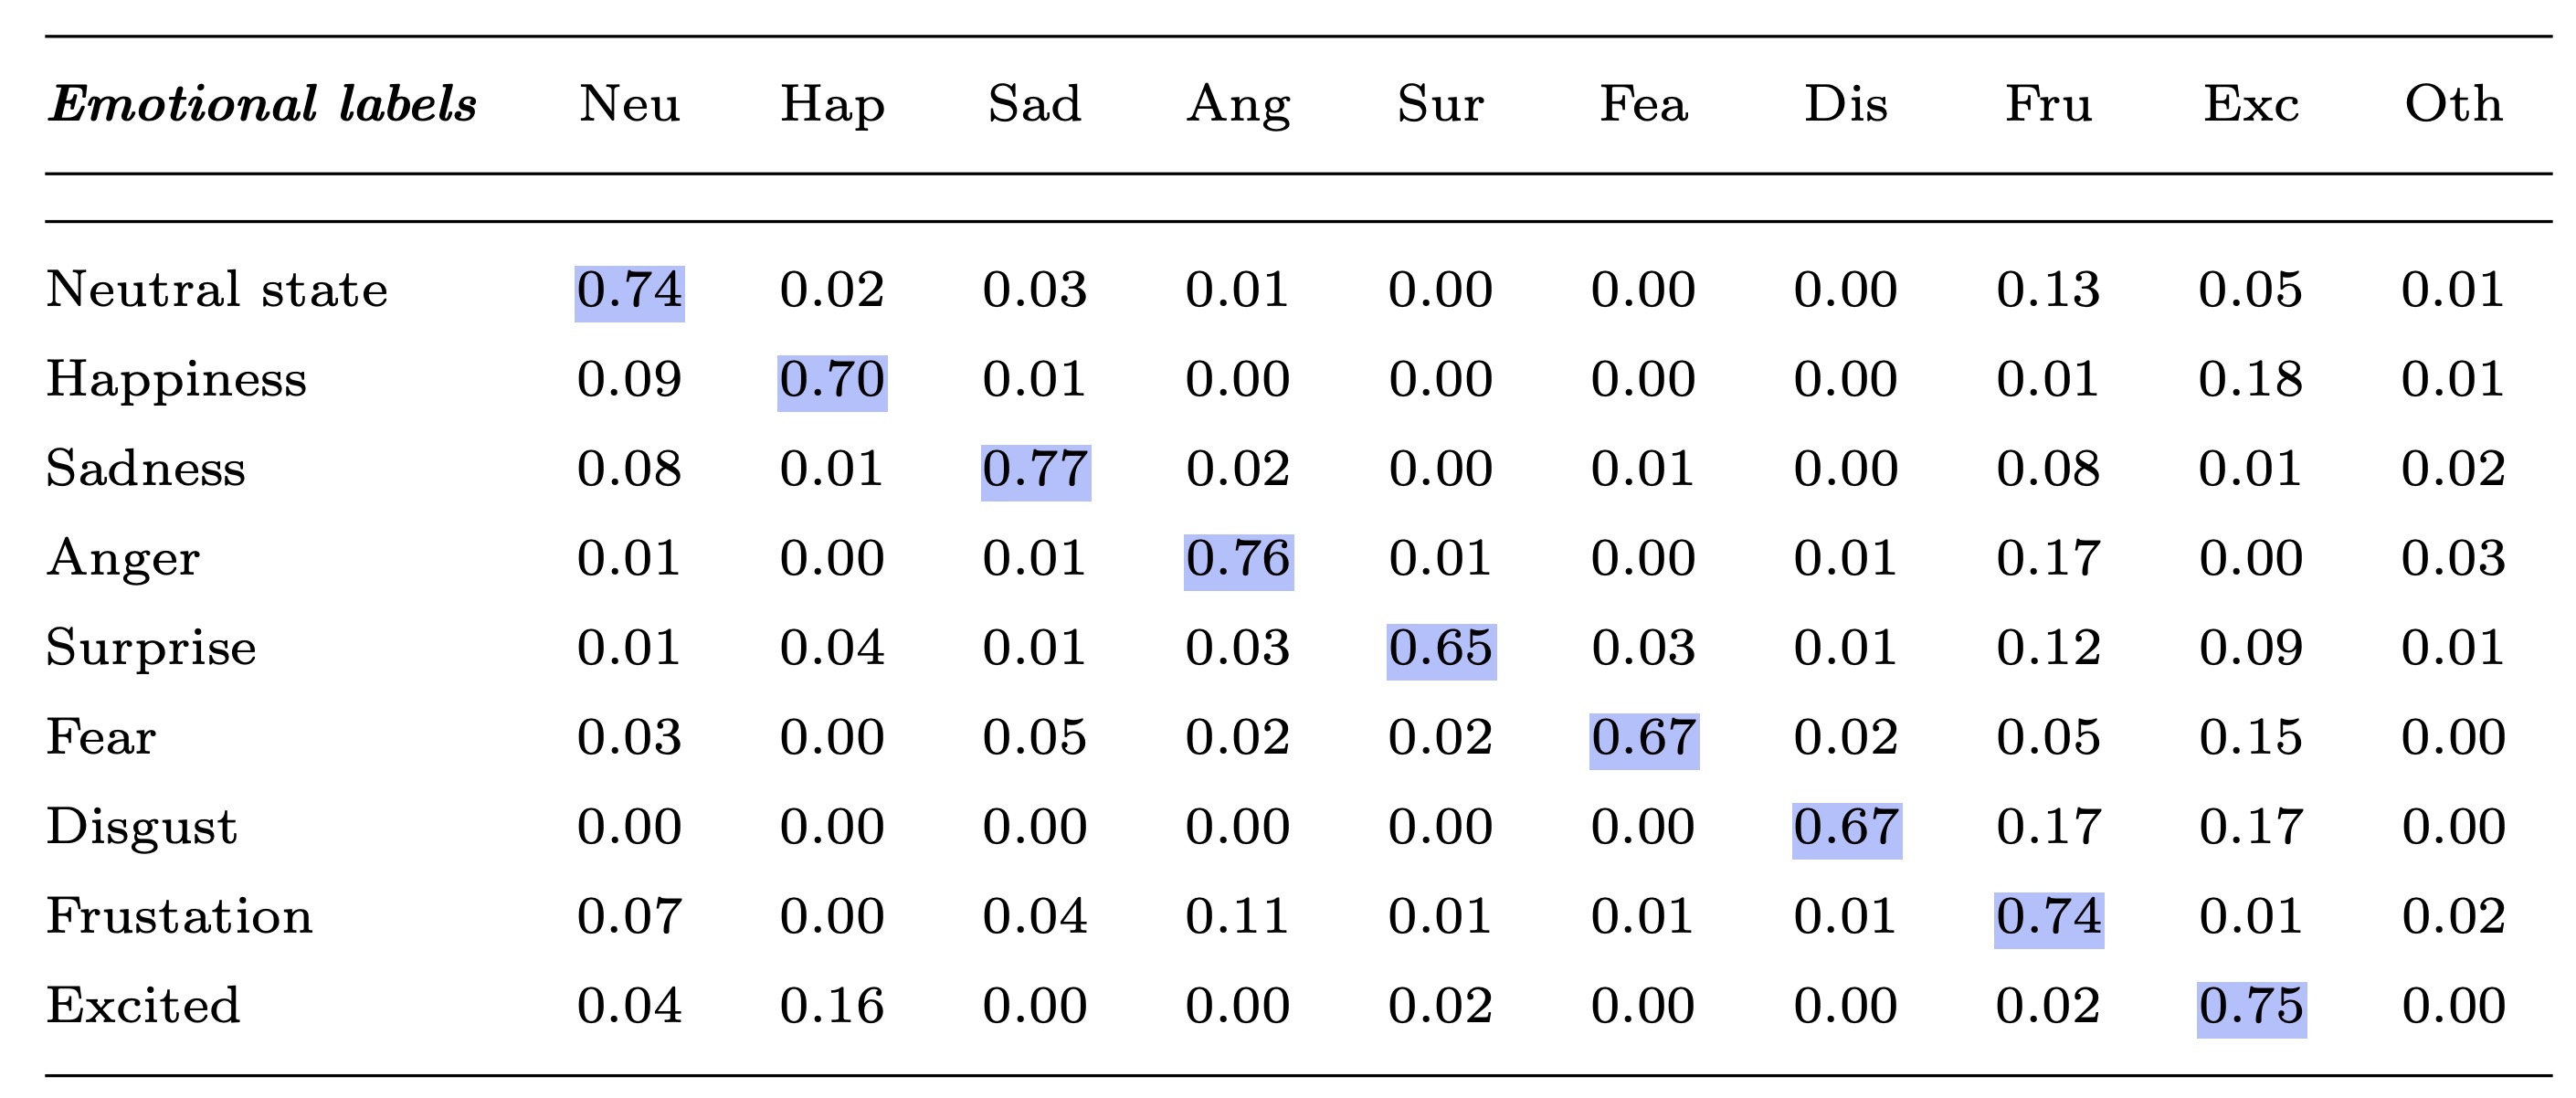 Emotional labels Neu Hap Sad Ang Sur Fea Dis Fru Exc Oth
Neutral state 0.74 0.02 0.03 0.01 0.00 0.00 0.00 0.13 0.05 0.01
Happiness 0.09 0.70 0.01 0.00 0.00 0.00 0.00 0.01 0.18 0.01
Sadness 0.08 0.01 0.77 0.02 0.00 0.01 0.00 0.08 0.01 0.02
Anger 0.01 0.00 0.01 0.76 0.01 0.00 0.01 0.17 0.00 0.03
Surprise 0.01 0.04 0.01 0.03 0.65 0.03 0.01 0.12 0.09 0.01
Fear 0.03 0.00 0.05 0.02 0.02 0.67 0.02 0.05 0.15 0.00
Disgust 0.00 0.00 0.00 0.00 0.00 0.00 0.67 0.17 0.17 0.00
Frustation 0.07 0.00 0.04 0.11 0.01 0.01 0.01 0.74 0.01 0.02
Excited 0.04 0.16 0.00 0.00 0.02 0.00 0.00 0.02 0.75 0.00